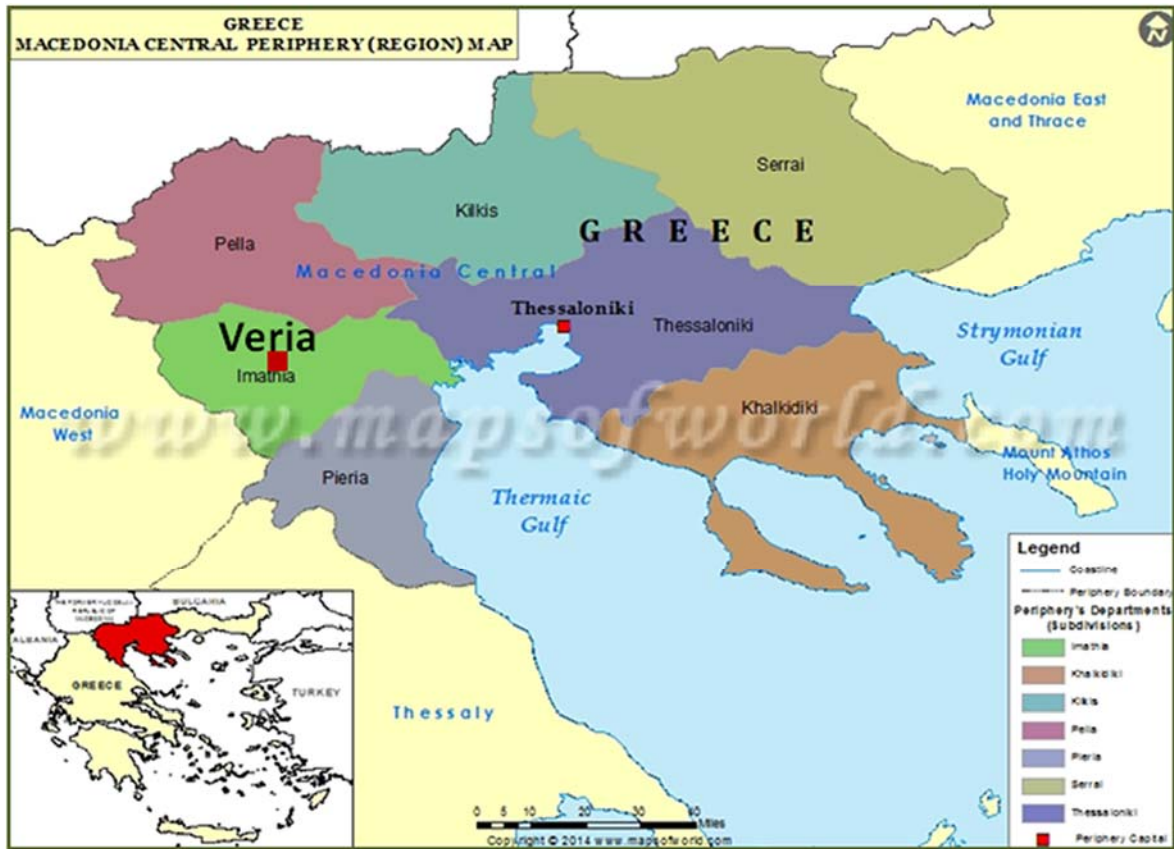 GREECE
MACEDONIA CENTRAL PERIPHERY (REGION) MAP
N
Macedonia East
and Thrace
Serrai
Kilkis
GREECE
Pella
Macedonia Central
Thessaloniki
Thessaloniki
Veria
Imathia
Strymonian
Gulf
Macedonia
West
Khalkidiki
www.mapsofworld.com
Mount Athos
Holy Mountain
Pieria
Thermaic
Gulf
Thessaly
Legend
Coastline
Periphery Boundary
Periphery's Departments
(Subdivisions)
Imathia
Khalkidiki
Kilkis
Pella
Pieria
Serrai
Thessaloniki
Periphery Capital
BULGARIA
ALBANIA
GREECE
TURKEY
0 5 10 20 30 40
Miles
Copyright © 2014 www.mapsofworld.com